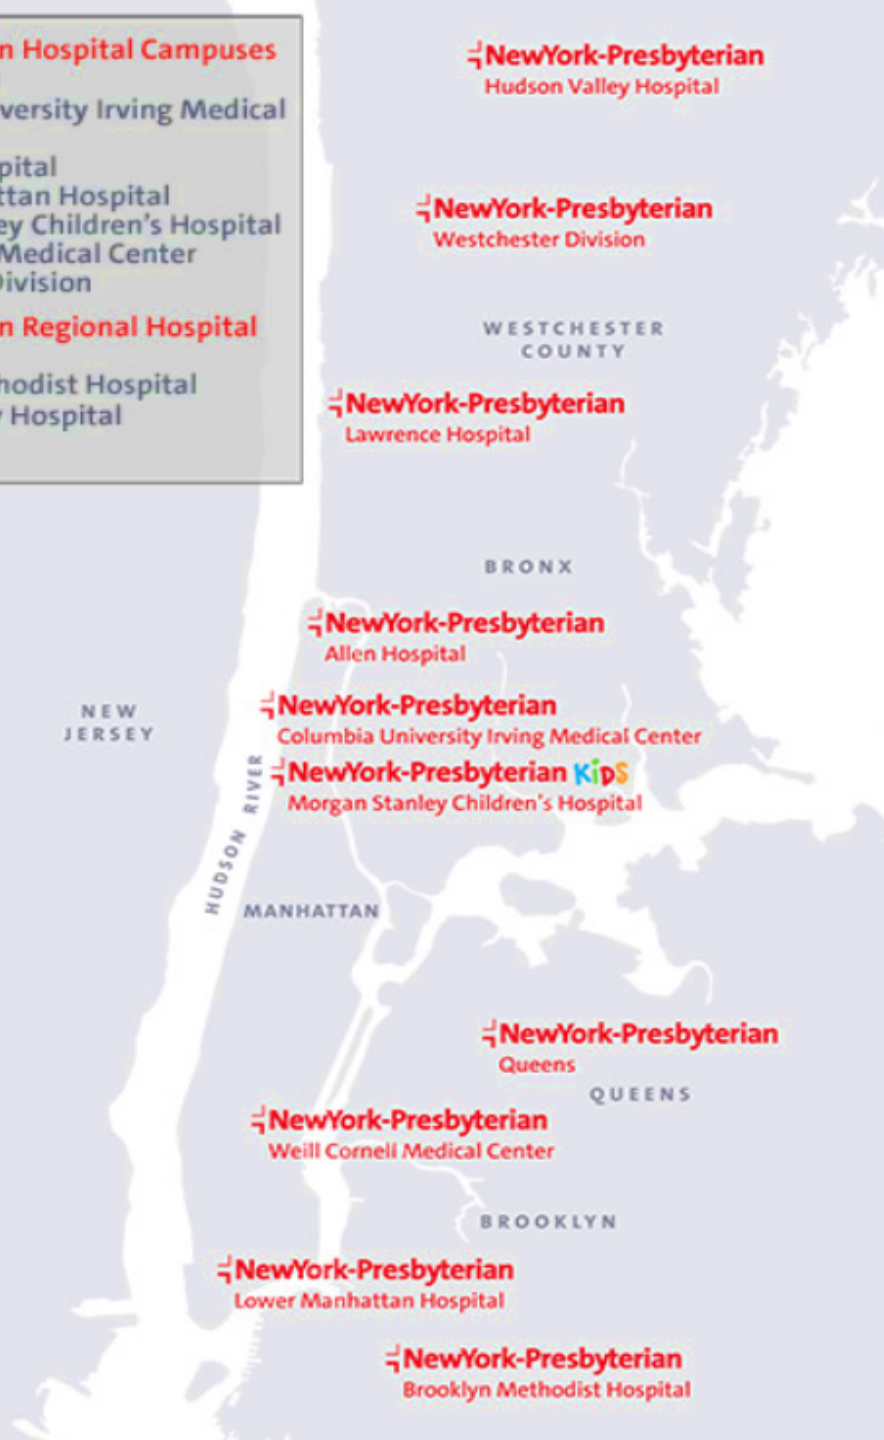 n Hospital Campuses
versity Irving Medical
pital
ttan Hospital
ey Children's Hospital
Medical Center
Division
n Regional Hospital
hodist Hospital
y Hospital
NewYork-Presbyterian
Hudson Valley Hospital
NewYork-Presbyterian
Westchester Division
WESTCHESTER
COUNTY
NewYork-Presbyterian
Lawrence Hospital
BRONX
NewYork-Presbyterian
Allen Hospital
NEW
JERSEY
NewYork-Presbyterian
Columbia University Irving Medical Center
NewYork-Presbyterian KiDS
Morgan Stanley Children's Hospital
HUDSON RIVER
MANHATTAN
NewYork-Presbyterian
Queens
QUEENS
NewYork-Presbyterian
Weill Cornell Medical Center
BROOKLYN
NewYork-Presbyterian
Lower Manhattan Hospital
NewYork-Presbyterian
Brooklyn Methodist Hospital